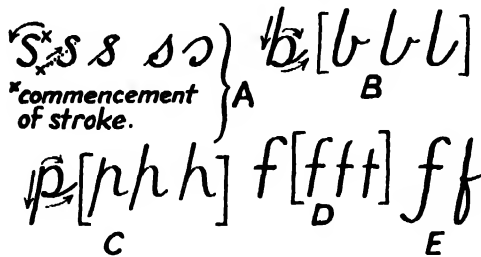 s s s s s
b [b b b]
B
A
*commencement
of stroke.
p [p p p]
C
f [f f f]
D
f f
E